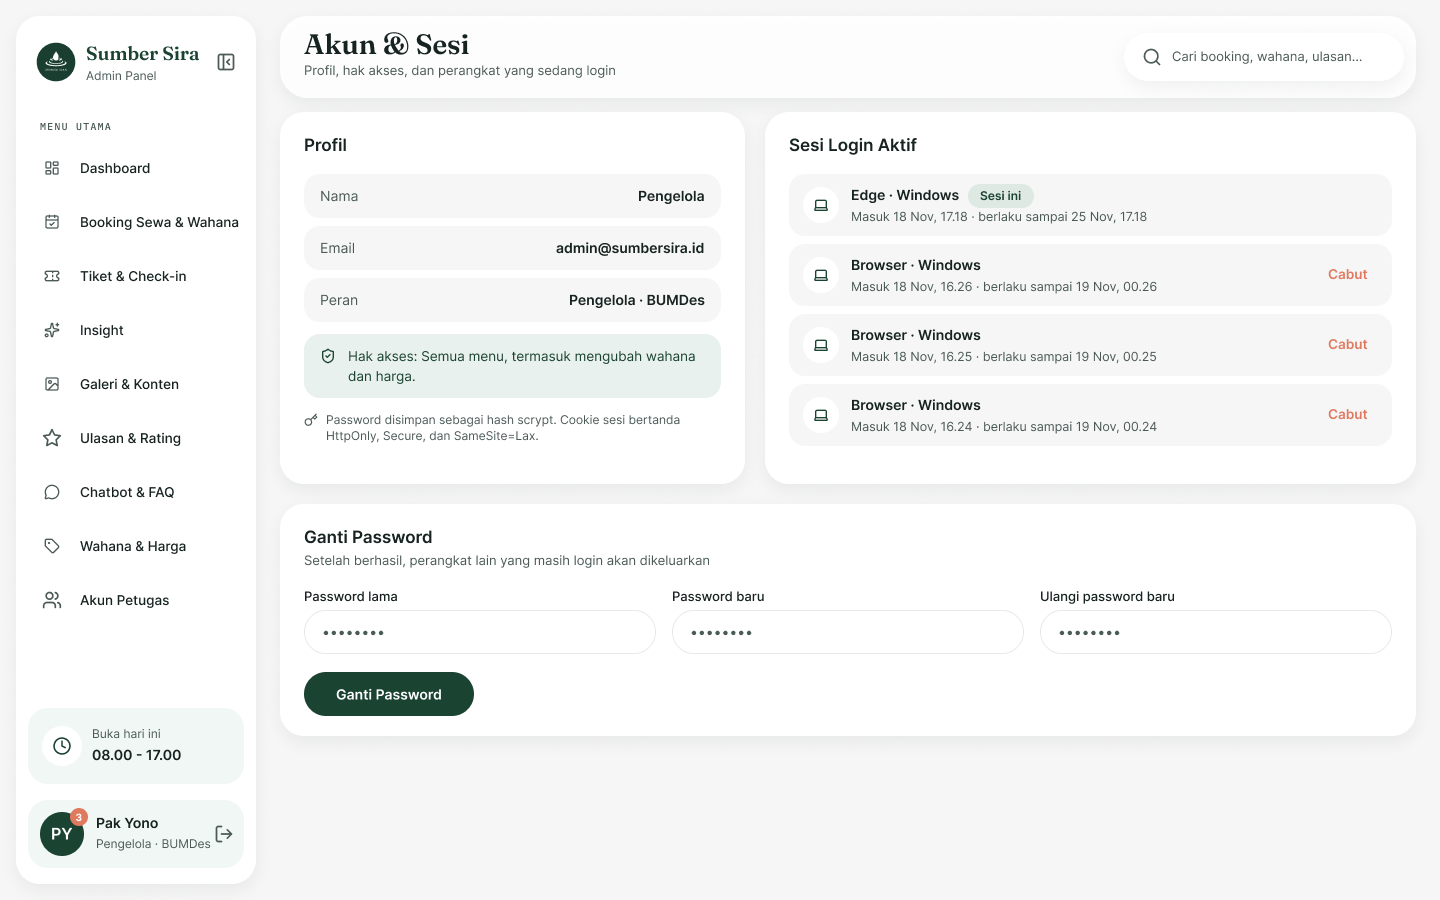 Sumber Sira
Admin Panel
MENU UTAMA
Dashboard
Booking Sewa & Wahana
Tiket & Check-in
Insight
Galeri & Konten
Ulasan & Rating
Chatbot & FAQ
Wahana & Harga
Akun Petugas
Buka hari ini
08.00 - 17.00
PY
3
Pak Yono
Pengelola · BUMDes
Akun & Sesi
Profil, hak akses, dan perangkat yang sedang login
Cari booking, wahana, ulasan...
Profil
Nama Pengelola
Email admin@sumbersira.id
Peran Pengelola · BUMDes
Hak akses: Semua menu, termasuk mengubah wahana
dan harga.
Password disimpan sebagai hash scrypt. Cookie sesi bertanda
HttpOnly, Secure, dan SameSite=Lax.
Sesi Login Aktif
Edge · Windows Sesi ini
Masuk 18 Nov, 17.18 · berlaku sampai 25 Nov, 17.18
Browser · Windows
Masuk 18 Nov, 16.26 · berlaku sampai 19 Nov, 00.26
Cabut
Browser · Windows
Masuk 18 Nov, 16.25 · berlaku sampai 19 Nov, 00.25
Cabut
Browser · Windows
Masuk 18 Nov, 16.24 · berlaku sampai 19 Nov, 00.24
Cabut
Ganti Password
Setelah berhasil, perangkat lain yang masih login akan dikeluarkan
Password lama
••••••••
Password baru
••••••••
Ulangi password baru
••••••••
Ganti Password